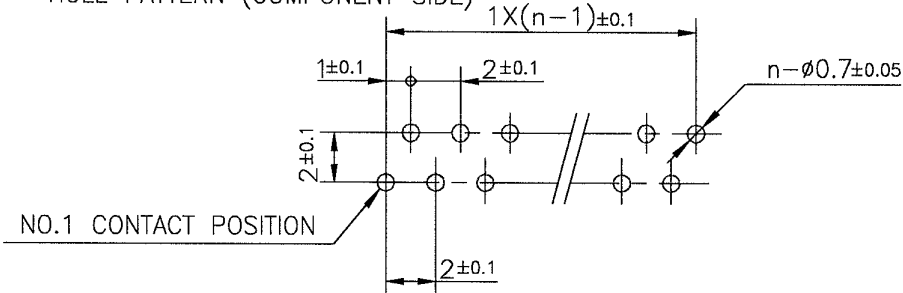 HOLE PATTERN (COMPONENT SIDE)
1X(n-1)±0.1
1±0.1
2±0.1
n-ø0.7±0.05
2±0.1
NO.1 CONTACT POSITION
2±0.1